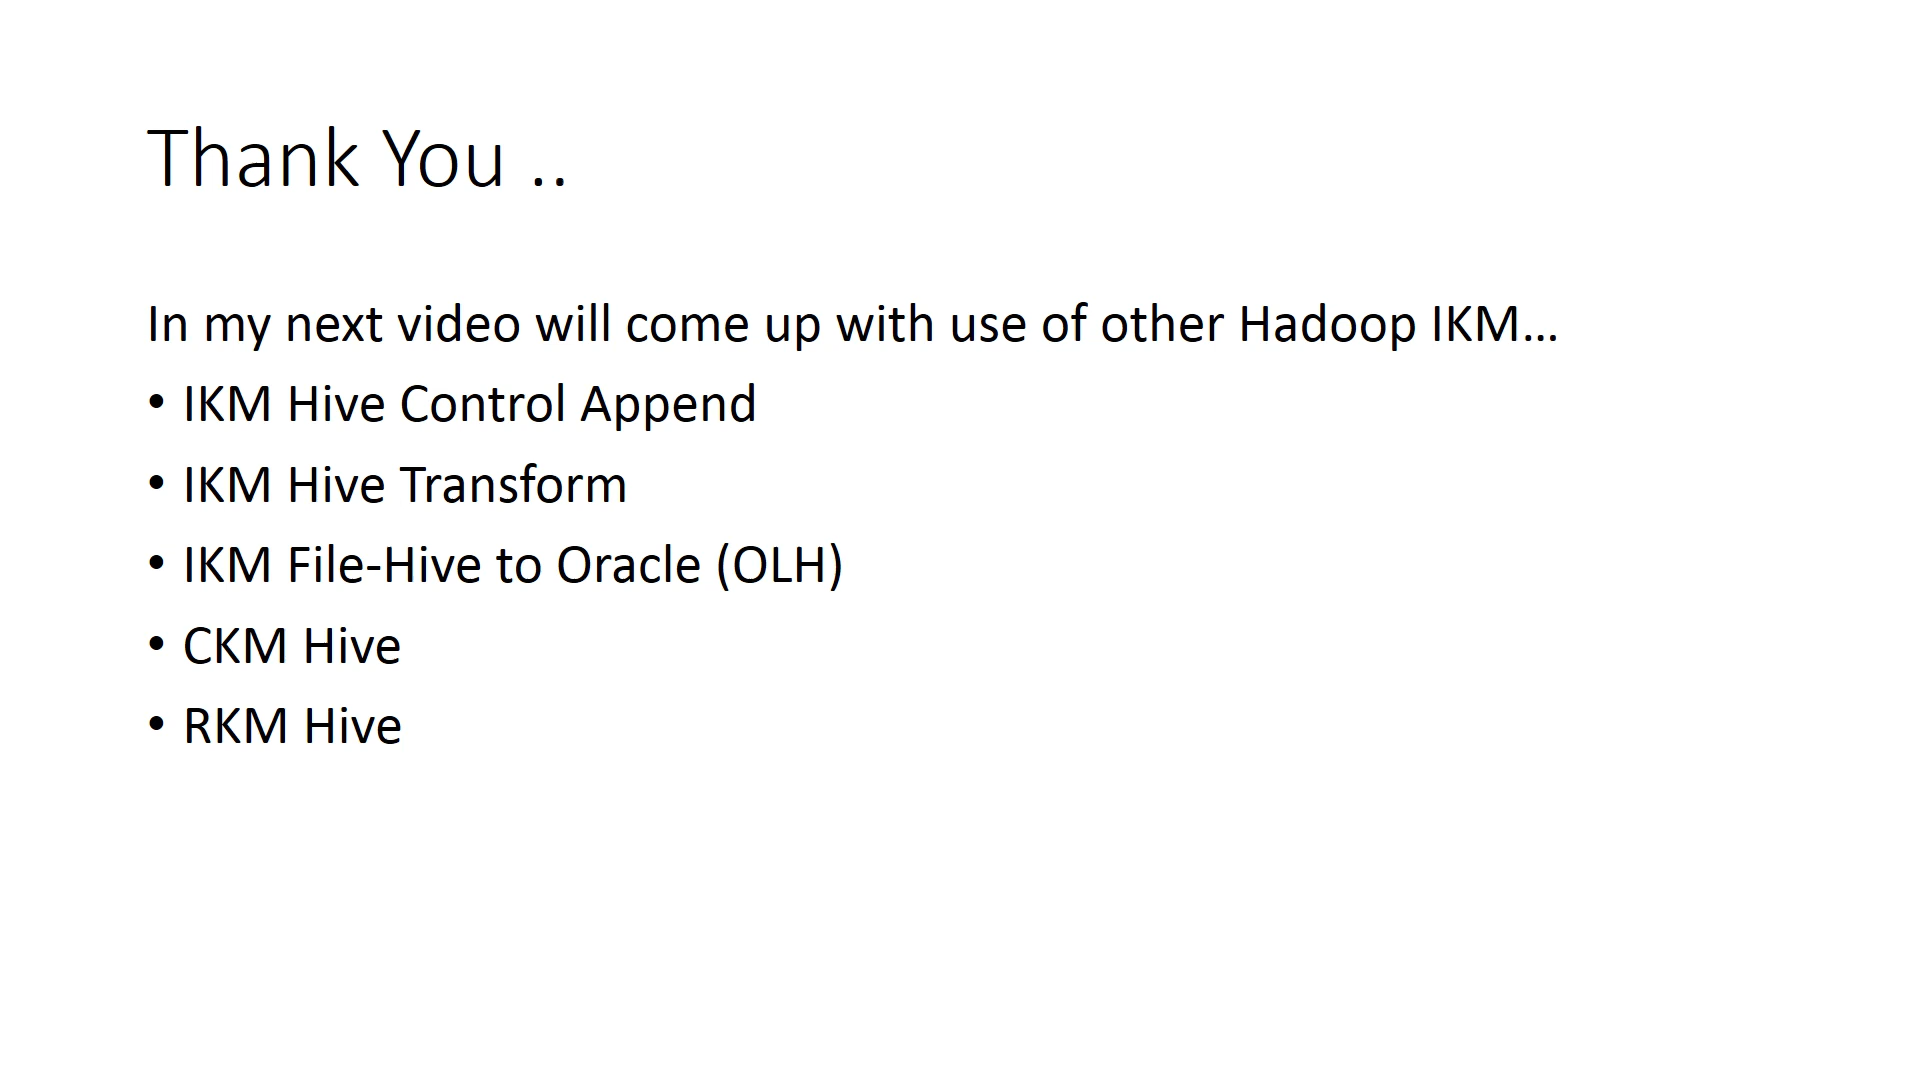 Thank You ..
In my next video will come up with use of other Hadoop IKM...
• IKM Hive Control Append
• IKM Hive Transform
• IKM File-Hive to Oracle (OLH)
• CKM Hive
• RKM Hive